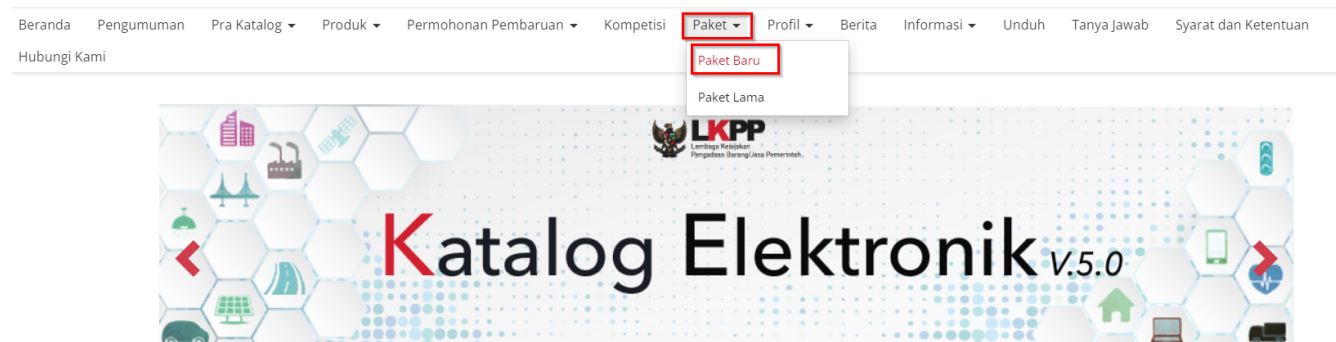 Beranda Pengumuman Pra Katalog Produk Permohonan Pembaruan Kompetisi Paket Profil Berita Informasi Unduh Tanya Jawab Syarat dan Ketentuan
Hubungi Kami
Paket Baru
Paket Lama
LKPP
Lembaga Kebijakan
Pengadaan Barang/Jasa Pemerintah
Katalog Elektronik v.5.0